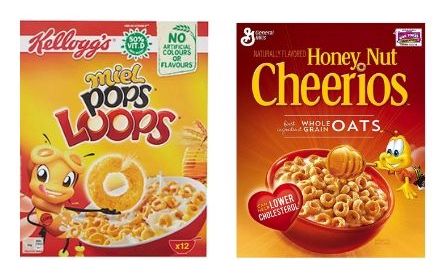 Kellogg's
50%
VIT. D
NO
ARTIFICIAL
COLOURS
OR
FLAVOURS
miel
POPS
LOOPS
x12
General
Mills
NATURALLY FLAVORED
Honey Nut
Cheerios
first WHOLE
ingredient GRAIN OATS
CAN HELP LOWER
CHOLESTEROL